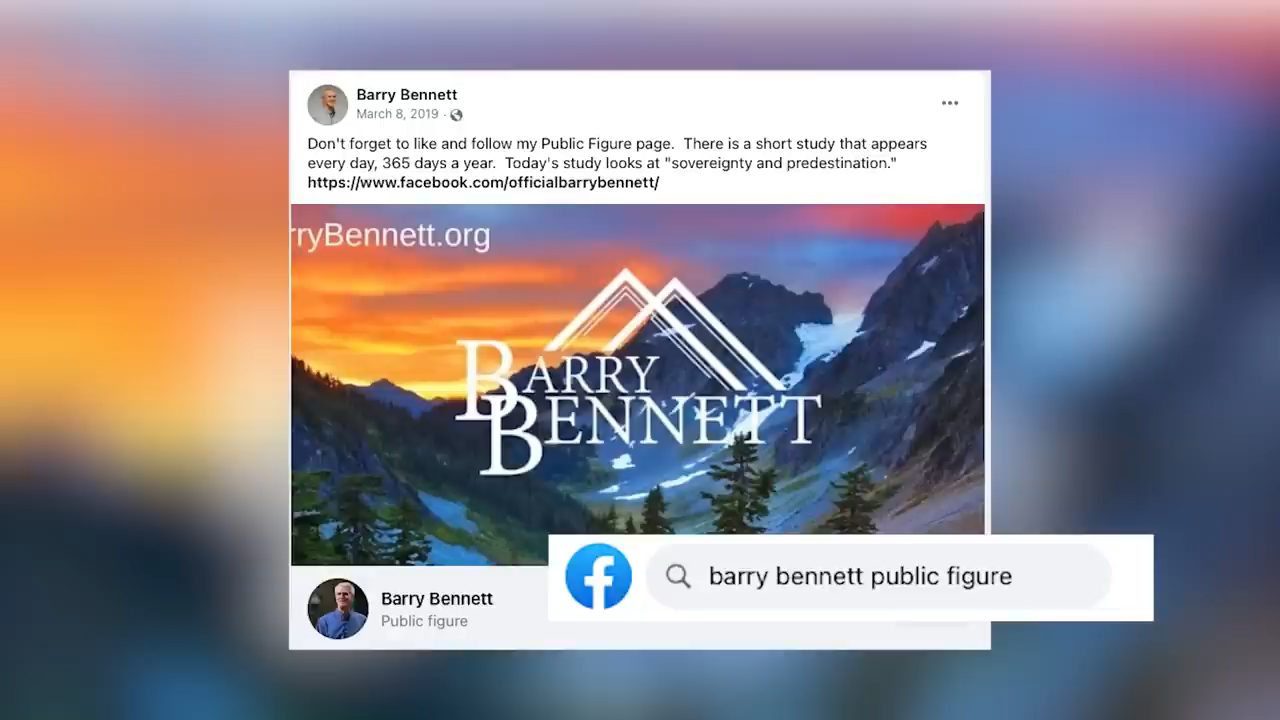 Barry Bennett
March 8, 2019 ·
Don't forget to like and follow my Public Figure page. There is a short study that appears
every day, 365 days a year. Today's study looks at "sovereignty and predestination."
https://www.facebook.com/officialbarrybennett/
rryBennett.org
BARRY
BENNETT
barry bennett public figure
Barry Bennett
Public figure